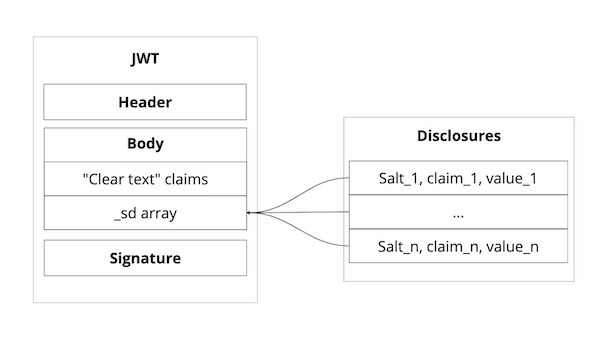 JWT
Header
Body
"Clear text" claims
_sd array
Signature
Disclosures
Salt_1, claim_1, value_1
...
Salt_n, claim_n, value_n